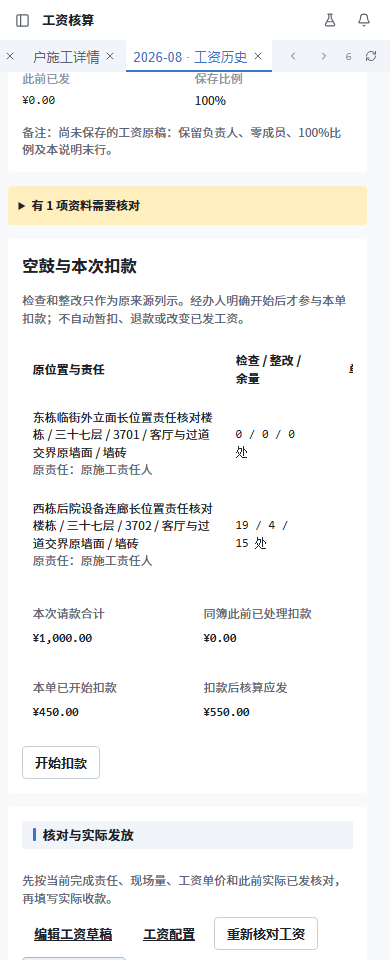 工资核算
户施工详情
2026-08 · 工资历史
6
此前已发
保存比例
¥0.00
100%
备注：尚未保存的工资原稿：保留负责人、零成员、100%比
例及本说明末行。
▶ 有 1 项资料需要核对
空鼓与本次扣款
检查和整改只作为原来源列示。经办人明确开始后才参与本单
扣款；不自动暂扣、退款或改变已发工资。
原位置与责任
检查 / 整改 /
余量
东栋临街外立面长位置责任核对楼
栋 / 三十七层 / 3701 / 客厅与过道
交界原墙面 / 墙砖
原责任：原施工责任人
0 / 0 / 0
处
西栋后院设备连廊长位置责任核对
楼栋 / 三十七层 / 3702 / 客厅与过
道交界原墙面 / 墙砖
原责任：原施工责任人
19 / 4 /
15 处
本次请款合计
同簿此前已处理扣款
¥1,000.00
¥0.00
本单已开始扣款
扣款后核算应发
¥450.00
¥550.00
开始扣款
核对与实际发放
先按当前完成责任、现场量、工资单价和此前实际已发核对，
再填写实际收款。
编辑工资草稿
工资配置
重新核对工资